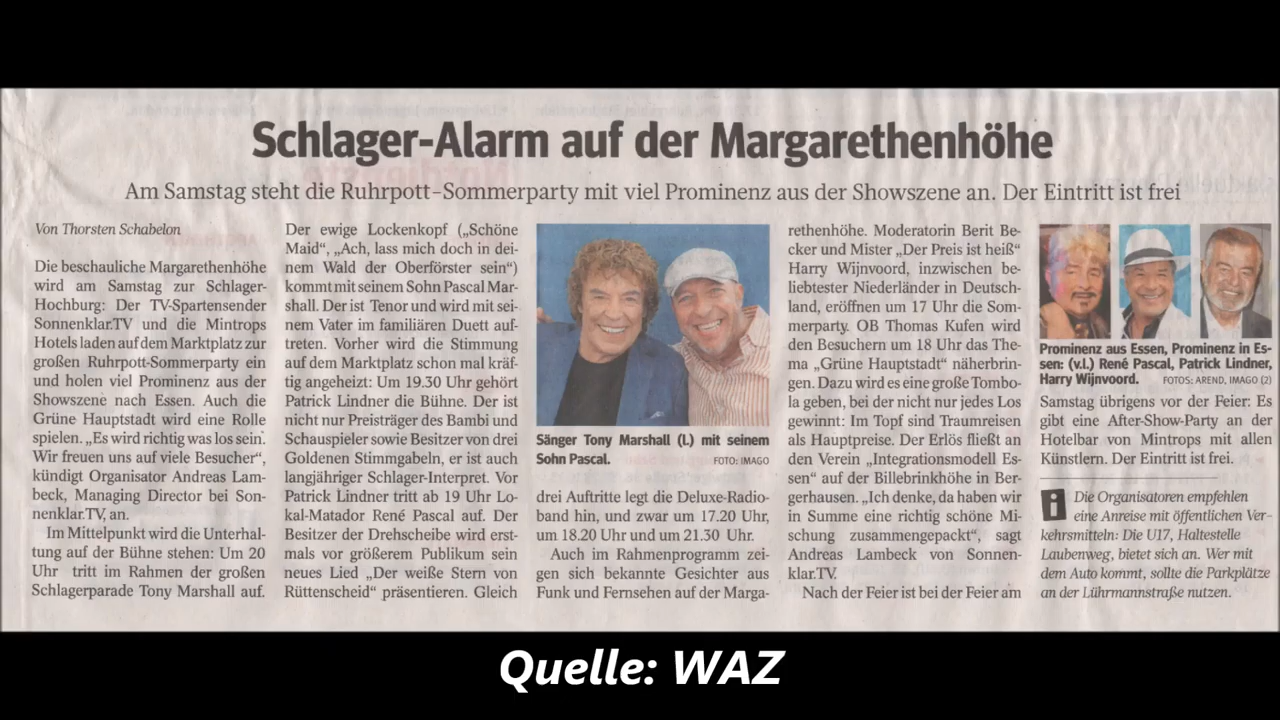 Schlager-Alarm auf der Margarethenhöhe
Am Samstag steht die Ruhrpott-Sommerparty mit viel Prominenz aus der Showszene an. Der Eintritt ist frei
Von Thorsten Schabelon
Die beschauliche Margarethenhöhe
wird am Samstag zur Schlager-
Hochburg: Der TV-Spartensender
Sonnenklar.TV und die Mintrops
Hotels laden auf dem Marktplatz zur
großen Ruhrpott-Sommerparty ein
und holen viel Prominenz aus der
Showszene nach Essen. Auch die
Grüne Hauptstadt wird eine Rolle
spielen. „Es wird richtig was los sein.
Wir freuen uns auf viele Besucher“,
kündigt Organisator Andreas Lam-
beck, Managing Director bei Son-
nenklar.TV, an.
Im Mittelpunkt wird die Unterhal-
tung auf der Bühne stehen: Um 20
Uhr tritt im Rahmen der großen
Schlagerparade Tony Marshall auf.
Der ewige Lockenkopf („Schöne
Maid“, „Ach, lass mich doch in dei-
nem Wald der Oberförster sein“)
kommt mit seinem Sohn Pascal Mar-
shall. Der ist Tenor und wird mit sei-
nem Vater im familiären Duett auf-
treten. Vorher wird die Stimmung
auf dem Marktplatz schon mal kräf-
tig angeheizt: Um 19.30 Uhr gehört
Patrick Lindner die Bühne. Der ist
nicht nur Preisträger des Bambi und
Schauspieler sowie Besitzer von drei
Goldenen Stimmgabeln, er ist auch
langjähriger Schlager-Interpret. Vor
Patrick Lindner tritt ab 19 Uhr Lo-
kal-Matador René Pascal auf. Der
Besitzer der Drehscheibe wird erst-
mals vor größerem Publikum sein
neues Lied „Der weiße Stern von
Rüttenscheid“ präsentieren. Gleich
Sänger Tony Marshall (l.) mit seinem
Sohn Pascal. FOTO: IMAGO
drei Auftritte legt die Deluxe-Radio-
band hin, und zwar um 17.20 Uhr,
um 18.20 Uhr und um 21.30 Uhr.
Auch im Rahmenprogramm zei-
gen sich bekannte Gesichter aus
Funk und Fernsehen auf der Marga-
rethenhöhe. Moderatorin Berit Be-
cker und Mister „Der Preis ist heiß“
Harry Wijnvoord, inzwischen be-
liebtester Niederländer in Deutsch-
land, eröffnen um 17 Uhr die Som-
merparty. OB Thomas Kufen wird
den Besuchern um 18 Uhr das The-
ma „Grüne Hauptstadt“ näherbrin-
gen. Dazu wird es eine große Tombo-
la geben, bei der nicht nur jedes Los
gewinnt: Im Topf sind Traumreisen
als Hauptpreise. Der Erlös fließt an
den Verein „Integrationsmodell Es-
sen“ auf der Billebrinkhöhe in Ber-
gerhausen. „Ich denke, da haben wir
in Summe eine richtig schöne Mi-
schung zusammengepackt“, sagt
Andreas Lambeck von Sonnen-
klar.TV.
Nach der Feier ist bei der Feier am
Prominenz aus Essen, Prominenz in Es-
sen: (v.l.) René Pascal, Patrick Lindner,
Harry Wijnvoord. FOTOS: AREND, IMAGO (2)
Samstag übrigens vor der Feier: Es
gibt eine After-Show-Party an der
Hotelbar von Mintrops mit allen
Künstlern. Der Eintritt ist frei.
i Die Organisatoren empfehlen
eine Anreise mit öffentlichen Ver-
kehrsmitteln: Die U17, Haltestelle
Laubenweg, bietet sich an. Wer mit
dem Auto kommt, sollte die Parkplätze
an der Lührmannstraße nutzen.
Quelle: WAZ